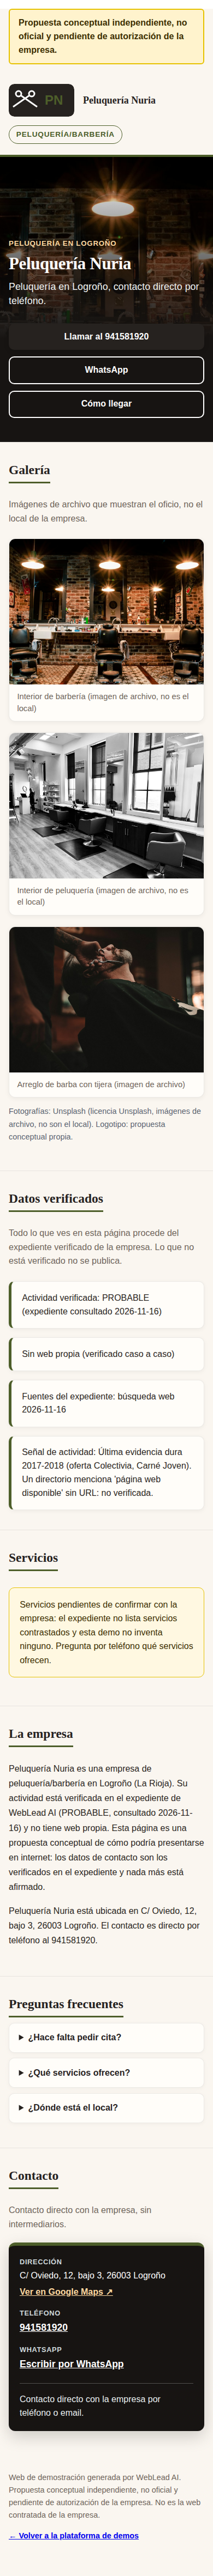 Propuesta conceptual independiente, no
oficial y pendiente de autorización de la
empresa.
PN
Peluquería Nuria
PELUQUERÍA/BARBERÍA
PELUQUERÍA EN LOGROÑO
Peluquería Nuria
Peluquería en Logroño, contacto directo por
teléfono.
Llamar al 941581920
WhatsApp
Cómo llegar
Galería
Imágenes de archivo que muestran el oficio, no el
local de la empresa.
Interior de barbería (imagen de archivo, no es el
local)
Interior de peluquería (imagen de archivo, no es
el local)
Arreglo de barba con tijera (imagen de archivo)
Fotografías: Unsplash (licencia Unsplash, imágenes de
archivo, no son el local). Logotipo: propuesta
conceptual propia.
Datos verificados
Todo lo que ves en esta página procede del
expediente verificado de la empresa. Lo que no
está verificado no se publica.
Actividad verificada: PROBABLE
(expediente consultado 2026-11-16)
Sin web propia (verificado caso a caso)
Fuentes del expediente: búsqueda web
2026-11-16
Señal de actividad: Última evidencia dura
2017-2018 (oferta Colectivia, Carné Joven).
Un directorio menciona 'página web
disponible' sin URL: no verificada.
Servicios
Servicios pendientes de confirmar con la
empresa: el expediente no lista servicios
contrastados y esta demo no inventa
ninguno. Pregunta por teléfono qué servicios
ofrecen.
La empresa
Peluquería Nuria es una empresa de
peluquería/barbería en Logroño (La Rioja). Su
actividad está verificada en el expediente de
WebLead AI (PROBABLE, consultado 2026-11-
16) y no tiene web propia. Esta página es una
propuesta conceptual de cómo podría presentarse
en internet: los datos de contacto son los
verificados en el expediente y nada más está
afirmado.
Peluquería Nuria está ubicada en C/ Oviedo, 12,
bajo 3, 26003 Logroño. El contacto es directo por
teléfono al 941581920.
Preguntas frecuentes
▶ ¿Hace falta pedir cita?
▶ ¿Qué servicios ofrecen?
▶ ¿Dónde está el local?
Contacto
Contacto directo con la empresa, sin
intermediarios.
DIRECCIÓN
C/ Oviedo, 12, bajo 3, 26003 Logroño
Ver en Google Maps ↗
TELÉFONO
941581920
WHATSAPP
Escribir por WhatsApp
Contacto directo con la empresa por
teléfono o email.
Web de demostración generada por WebLead AI.
Propuesta conceptual independiente, no oficial y
pendiente de autorización de la empresa. No es la web
contratada de la empresa.
← Volver a la plataforma de demos